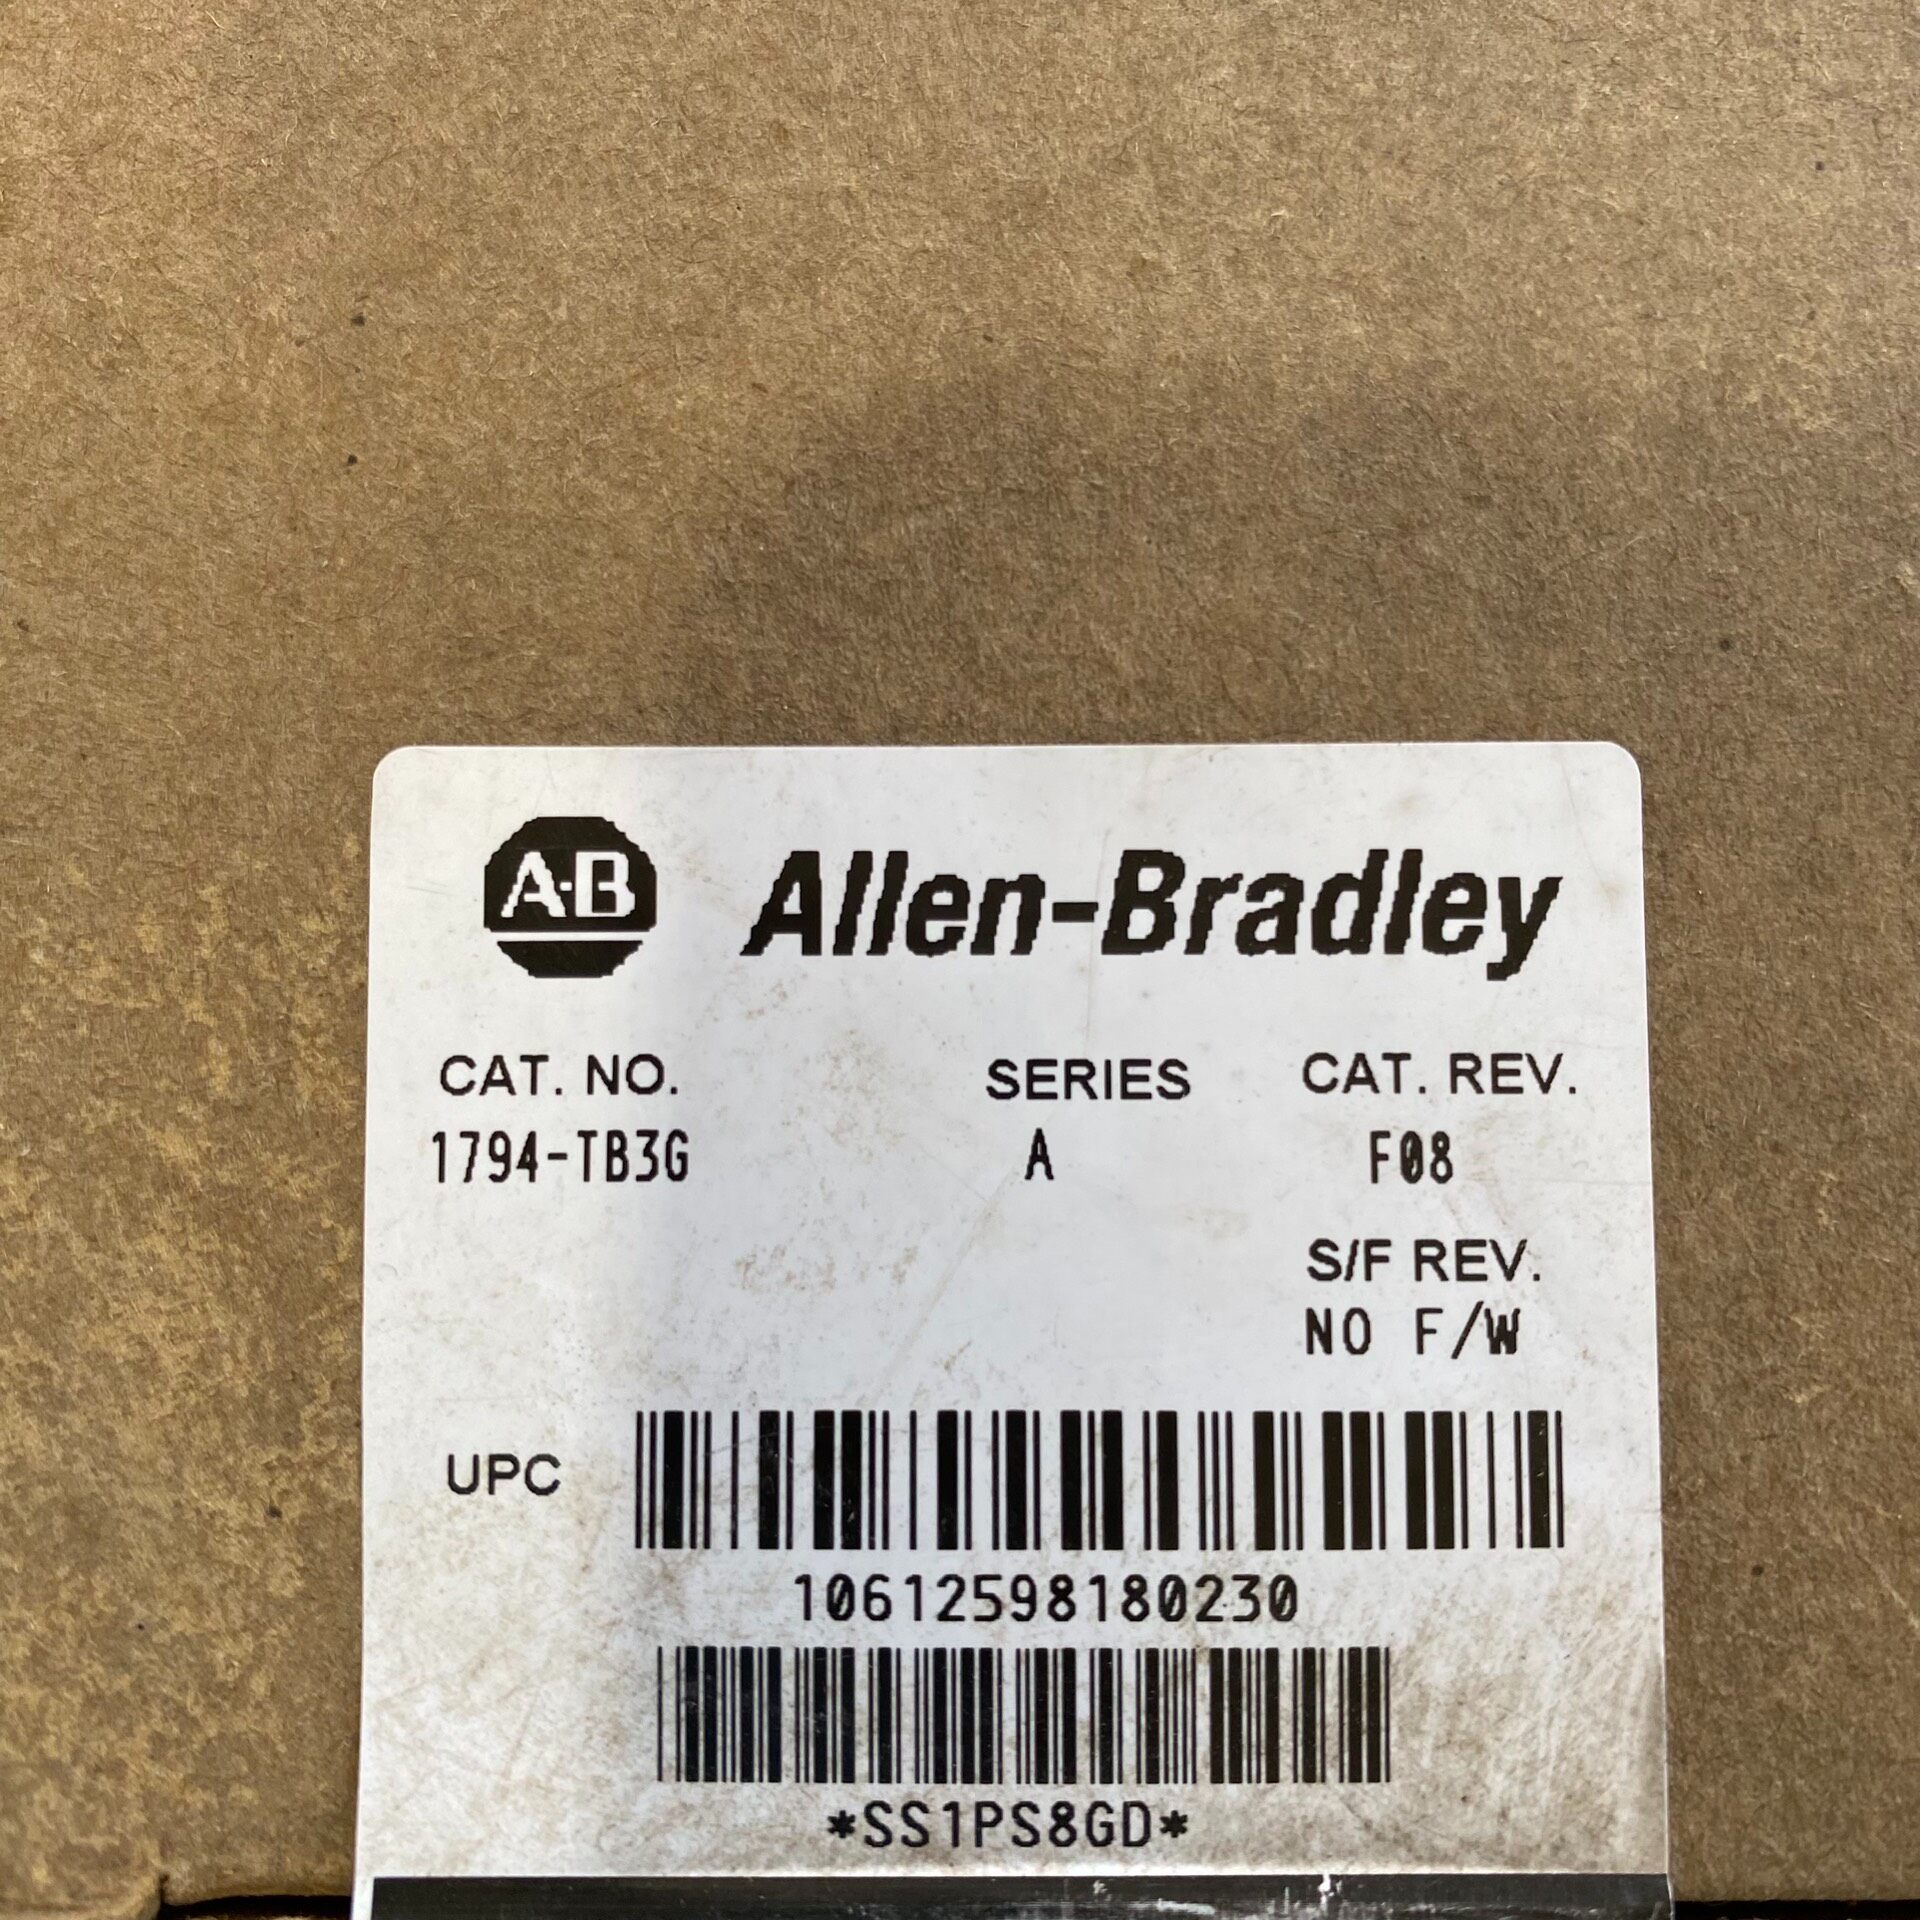 A-B Allen-Bradley
CAT. NO. SERIES CAT. REV.
1794-TB3G A F08
S/F REV.
NO F/W
UPC
10612598180230
*SS1PS8GD*